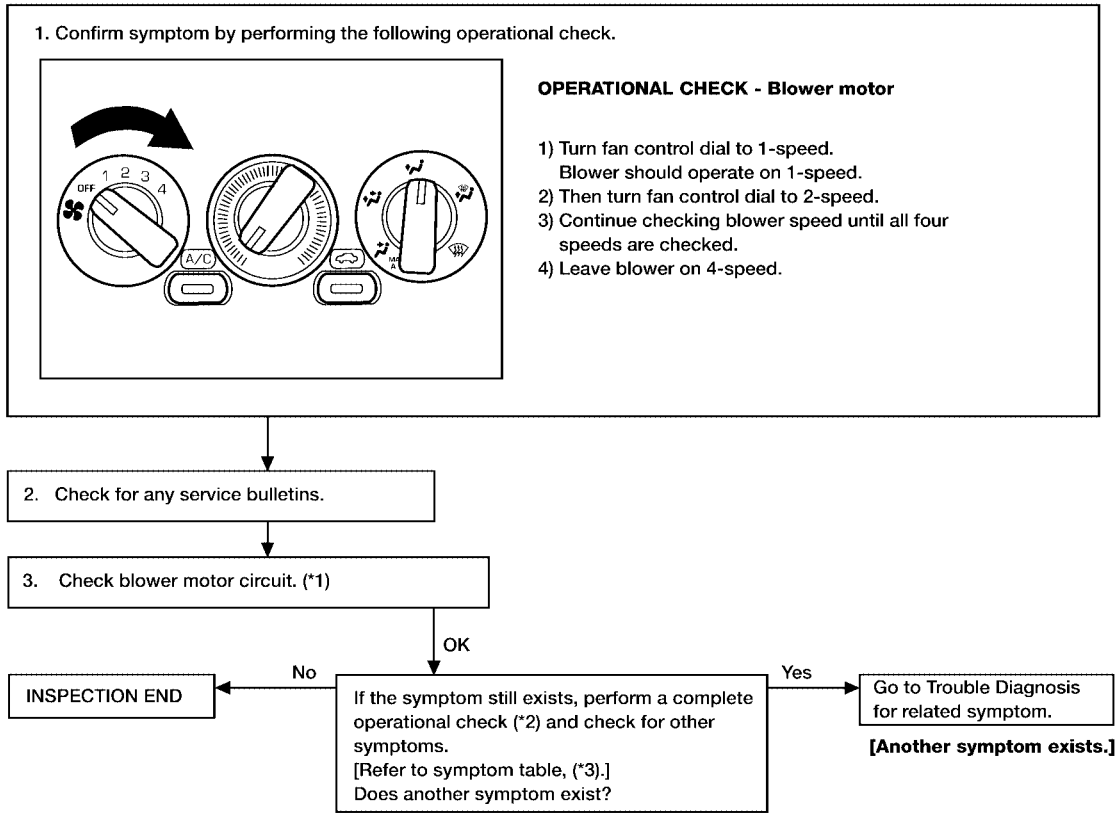 1. Confirm symptom by performing the following operational check.
OPERATIONAL CHECK - Blower motor
1) Turn fan control dial to 1-speed.
Blower should operate on 1-speed.
2) Then turn fan control dial to 2-speed.
3) Continue checking blower speed until all four
speeds are checked.
4) Leave blower on 4-speed.
OFF 1 2 3 4
A/C
2. Check for any service bulletins.
3. Check blower motor circuit. (*1)
OK
No
Yes
INSPECTION END
If the symptom still exists, perform a complete
operational check (*2) and check for other
symptoms.
[Refer to symptom table, (*3).]
Does another symptom exist?
Go to Trouble Diagnosis
for related symptom.
[Another symptom exists.]